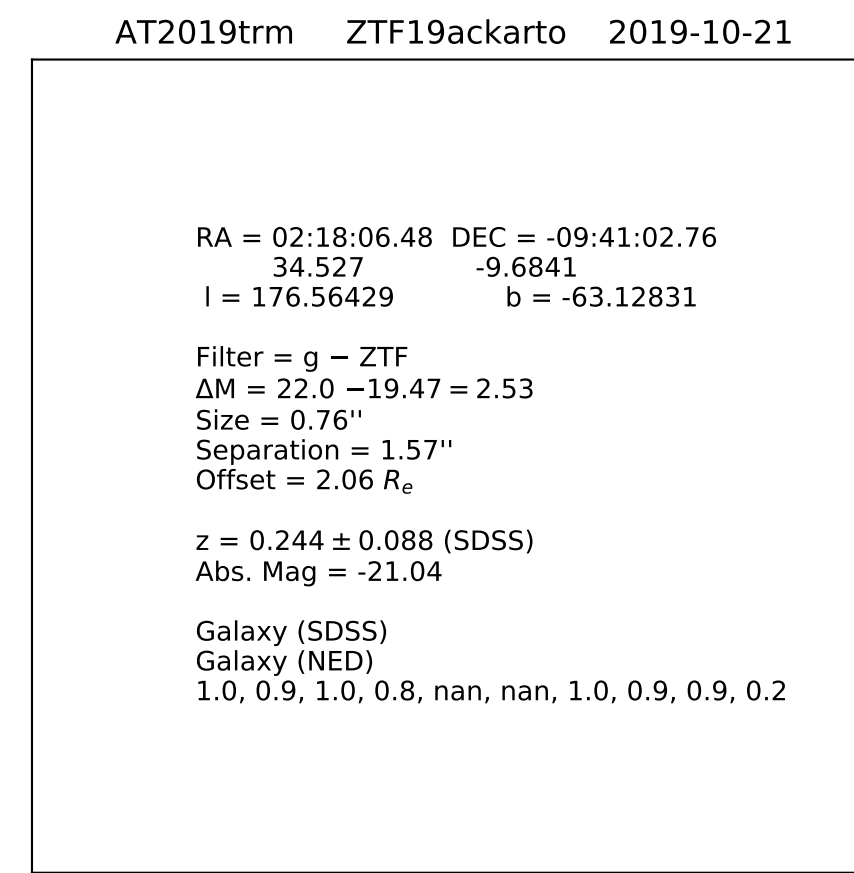 AT2019trm ZTF19ackarto 2019-10-21
RA = 02:18:06.48 DEC = -09:41:02.76
34.527 -9.6841
l = 176.56429 b = -63.12831
Filter = g − ZTF
ΔM = 22.0 −19.47 = 2.53
Size = 0.76''
Separation = 1.57''
Offset = 2.06 Re
z = 0.244 ± 0.088 (SDSS)
Abs. Mag = -21.04
Galaxy (SDSS)
Galaxy (NED)
1.0, 0.9, 1.0, 0.8, nan, nan, 1.0, 0.9, 0.9, 0.2